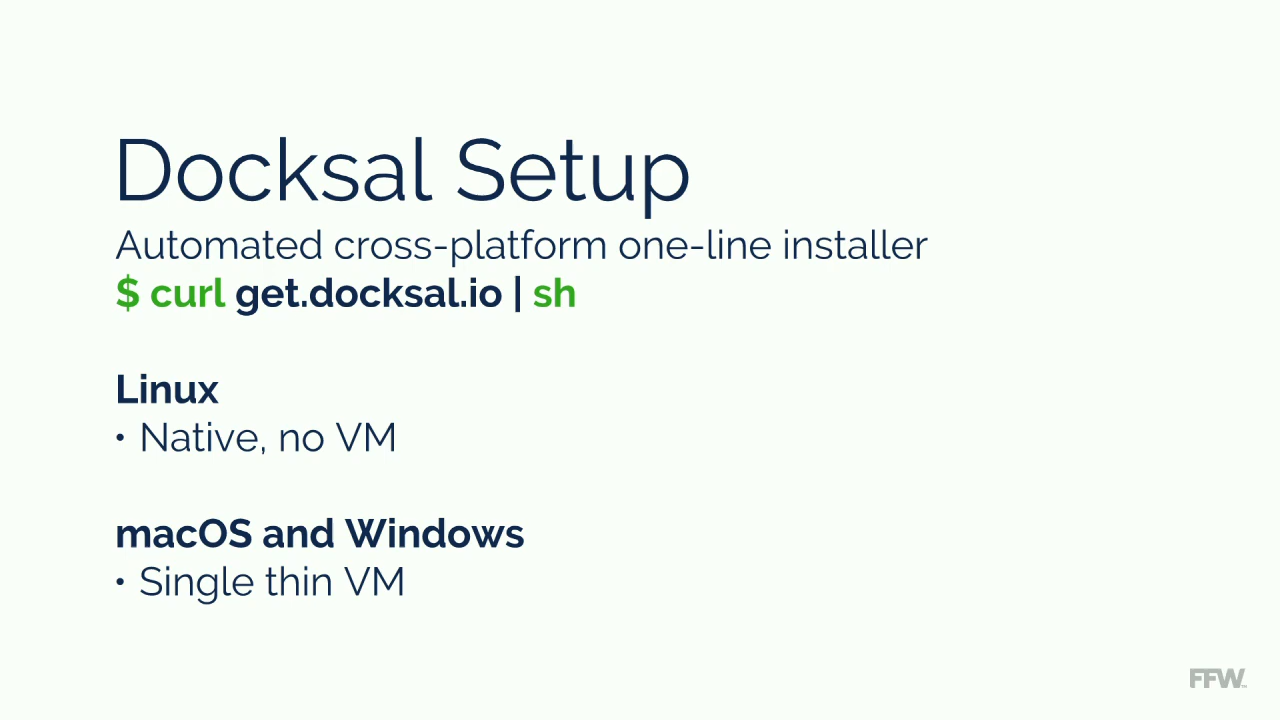 Docksal Setup
Automated cross-platform one-line installer
$ curl get.docksal.io | sh
Linux
• Native, no VM
macOS and Windows
• Single thin VM
FFW™